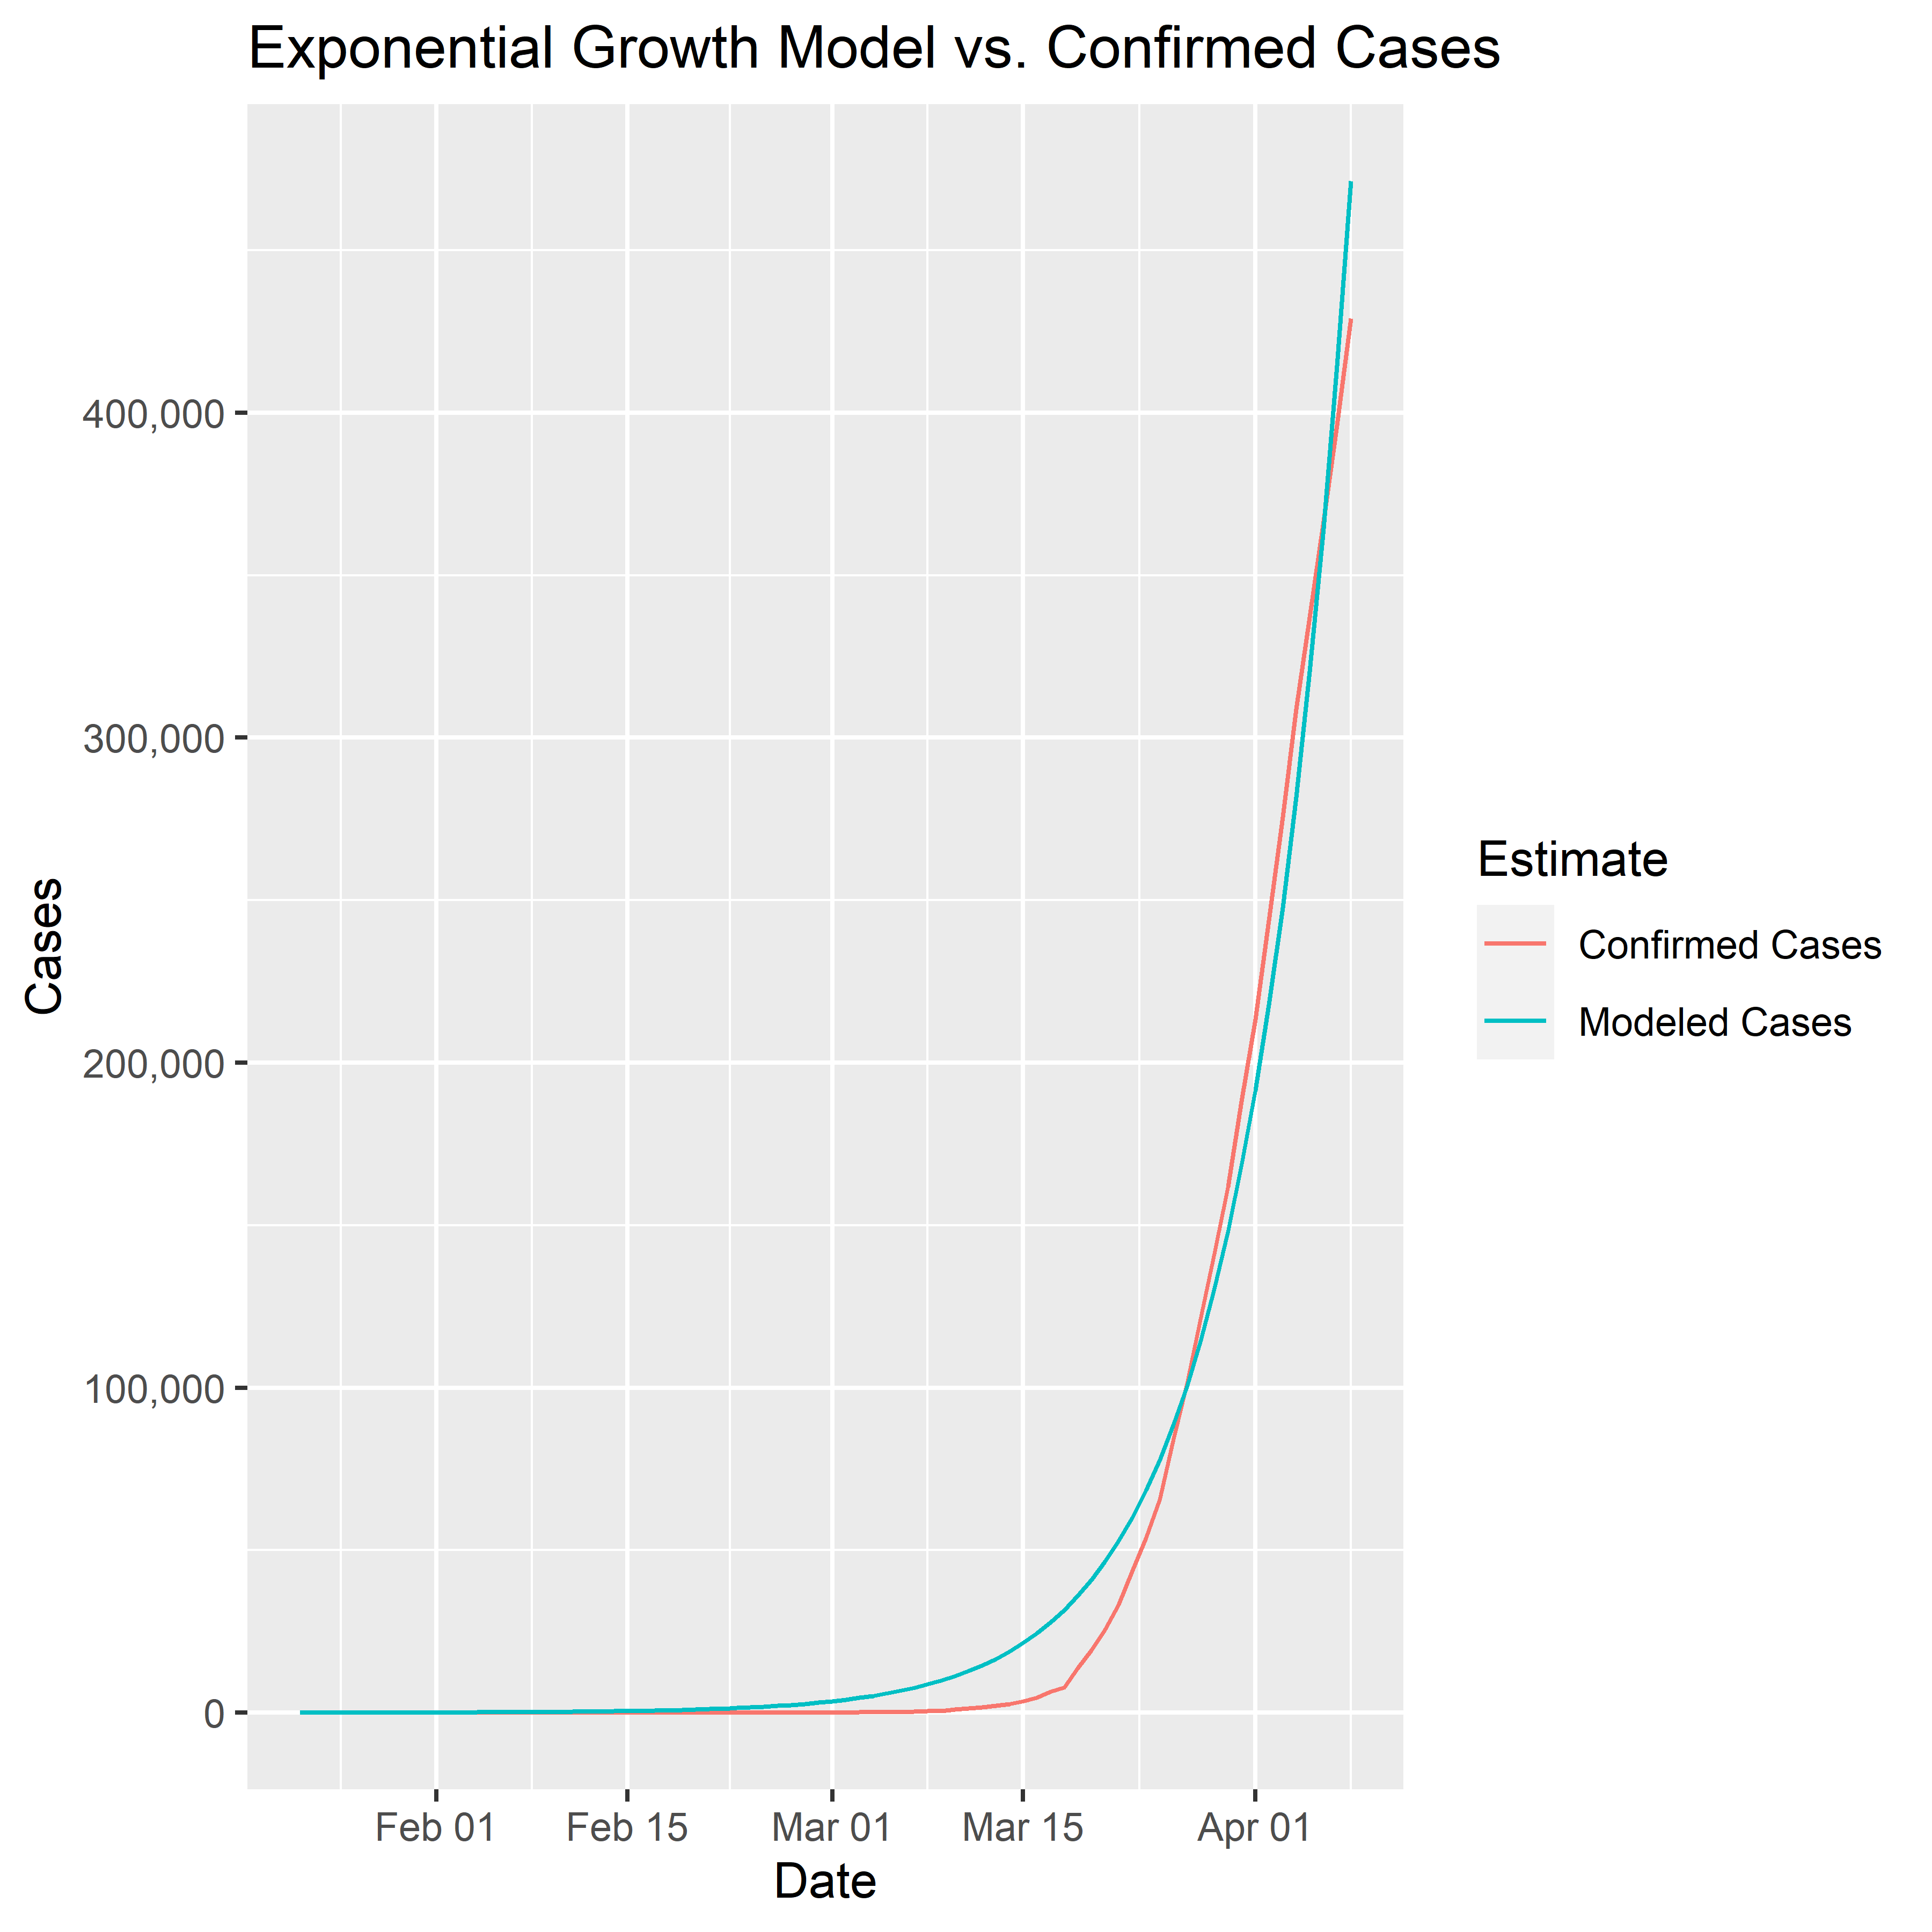 Exponential Growth Model vs. Confirmed Cases
Cases
400,000
300,000
200,000
100,000
0
Feb 01
Feb 15
Mar 01
Mar 15
Apr 01
Date
Estimate
Confirmed Cases
Modeled Cases